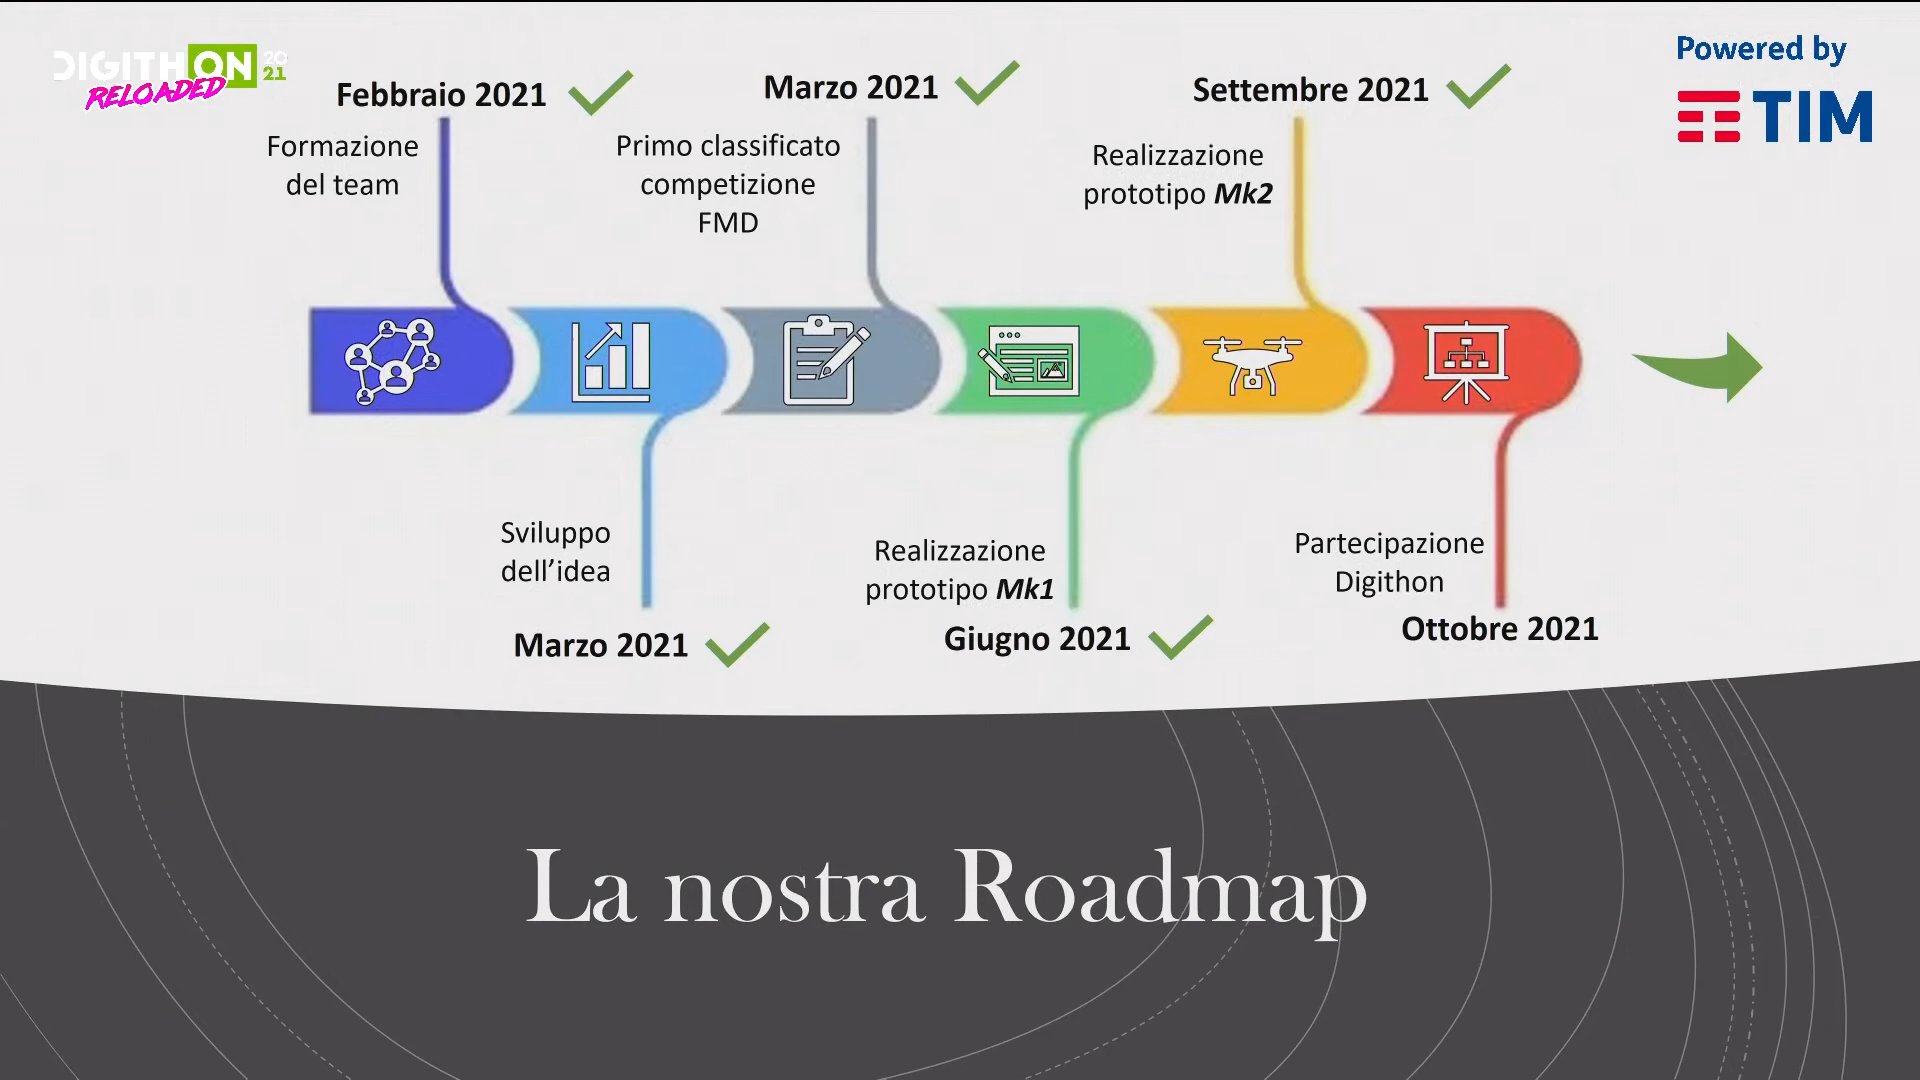 DIGITHON 2021
RELOADED
Powered by
TIM
Febbraio 2021
Formazione
del team
Marzo 2021
Primo classificato
competizione
FMD
Settembre 2021
Realizzazione
prototipo Mk2
Sviluppo
dell’idea
Marzo 2021
Realizzazione
prototipo Mk1
Giugno 2021
Partecipazione
Digithon
Ottobre 2021
La nostra Roadmap